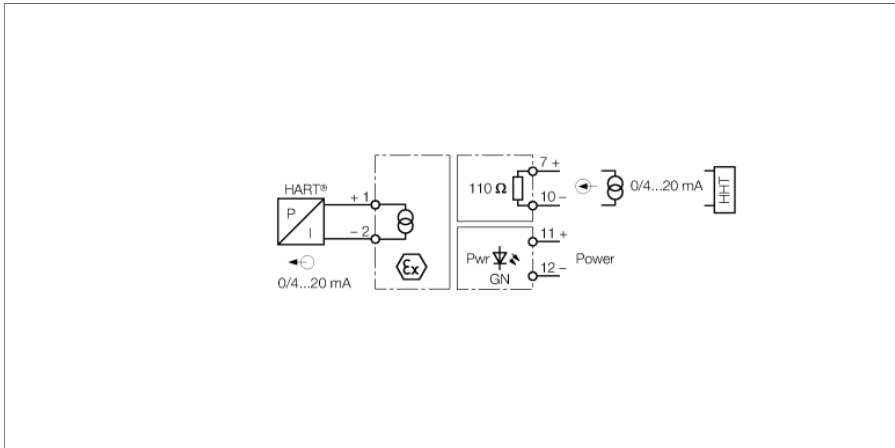 HART®
P
I
0/4...20 mA
+ 1
– 2
Ex
110 Ω
7 +
10 –
0/4...20 mA
HHT
Pwr
GN
11 +
12 –
Power